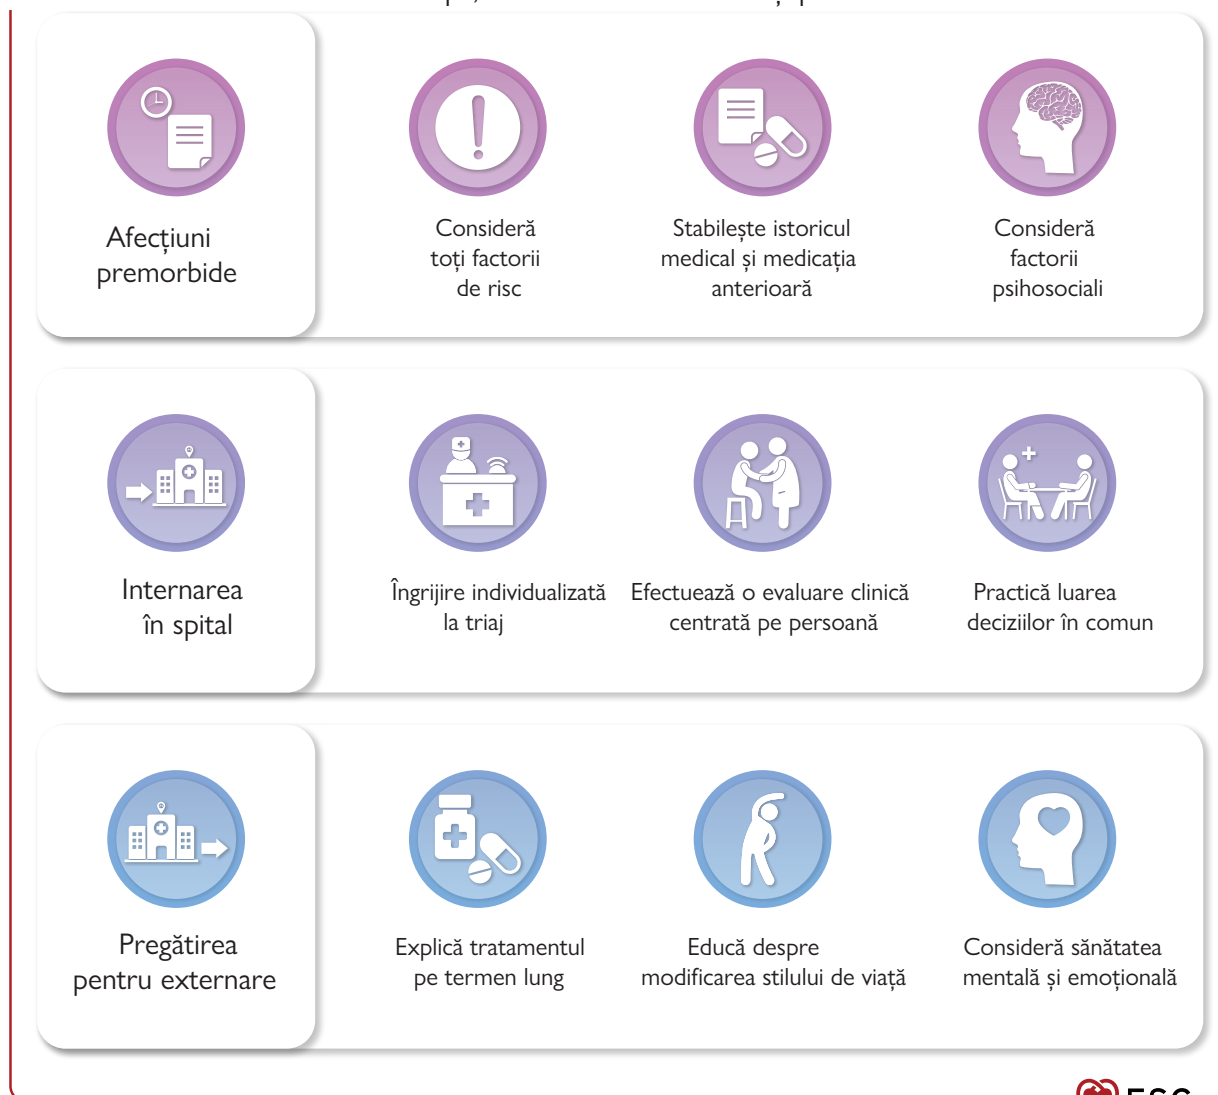 Afecțiuni
premorbide
Consideră
toți factorii
de risc
Stabilește istoricul
medical și medicația
anterioară
Consideră
factorii
psihosociali
Internarea
în spital
Îngrijire individualizată
la triaj
Efectuează o evaluare clinică
centrată pe persoană
Practică luarea
deciziilor în comun
Pregătirea
pentru externare
Explică tratamentul
pe termen lung
Educă despre
modificarea stilului de viață
Consideră sănătatea
mentală și emoțională
ESC